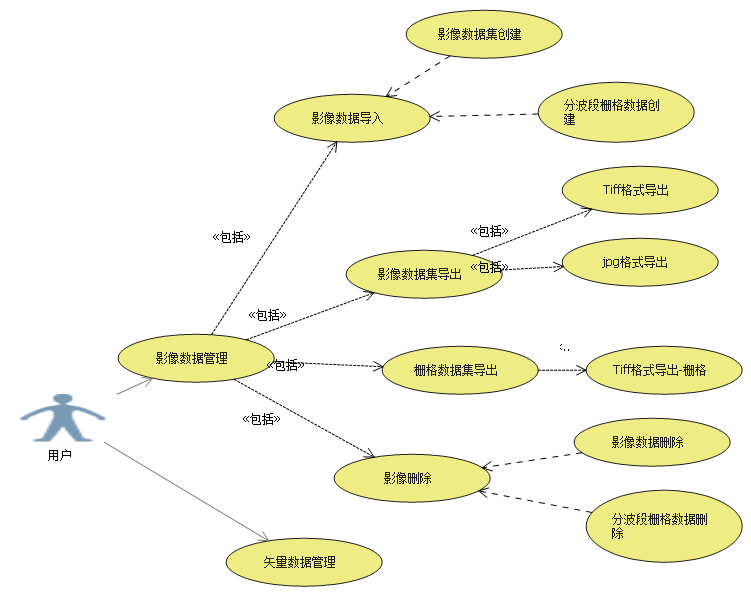 影像数据集创建
影像数据导入
分波段栅格数据创
建
Tiff格式导出
«包括»
«包括»
jpg格式导出
«包括»
影像数据集导出
«包括»
影像数据管理
«包括»
栅格数据集导出
Tiff格式导出-栅格
«包括»
影像数据删除
影像删除
用户
分波段栅格数据删
除
矢量数据管理